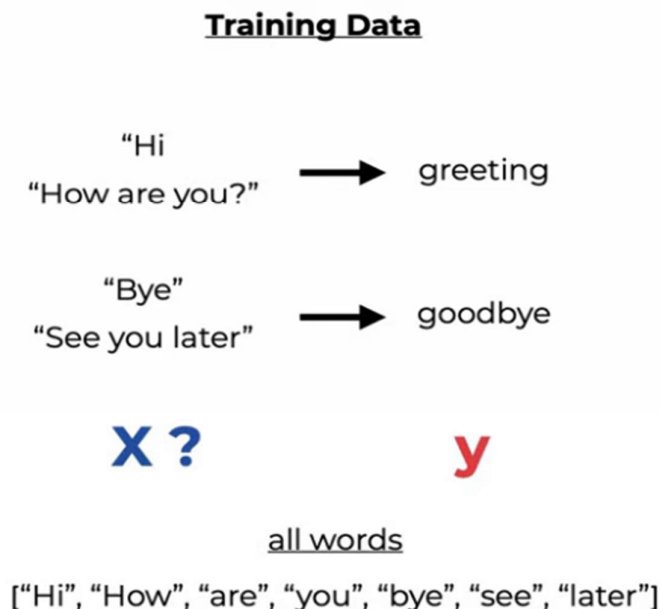 Training Data
“Hi
“How are you?”
greeting
“Bye”
“See you later”
goodbye
X ?
y
all words
[“Hi”, “How”, “are”, “you”, “bye”, “see”, “later”]